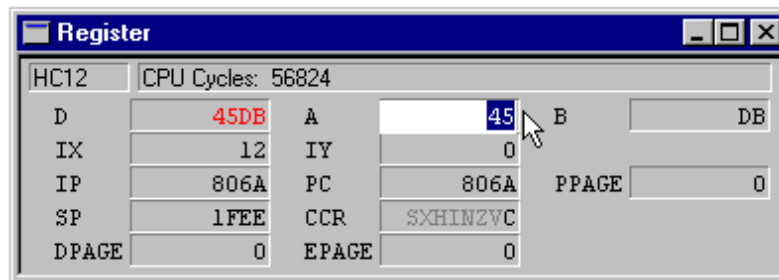 Register
HC12 CPU Cycles: 56824
D 45DB A 45 B DB
IX 12 IY 0
IP 806A PC 806A PPAGE 0
SP 1FEE CCR SXHINZVC
DPAGE 0 EPAGE 0